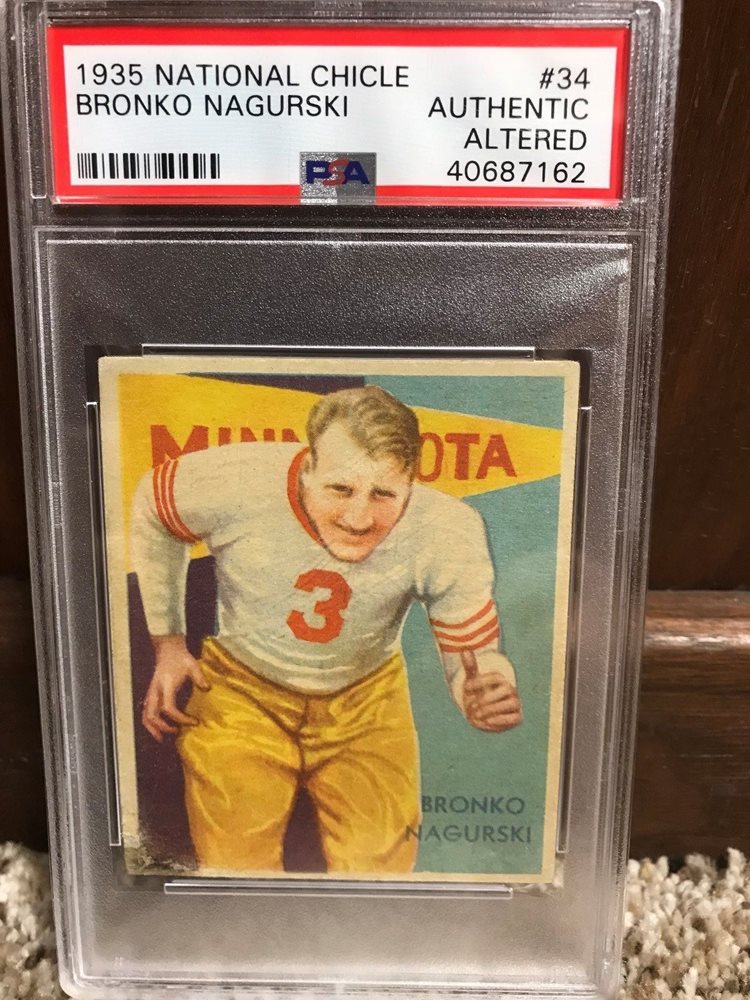 1935 NATIONAL CHICLE #34
BRONKO NAGURSKI AUTHENTIC
ALTERED
PSA 40687162
MINN OTA
3
BRONKO
NAGURSKI